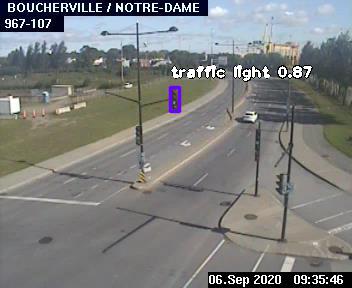 BOUCHERVILLE / NOTRE-DAME
967-107
traffic light 0.87
06.Sep 2020 09:35:46